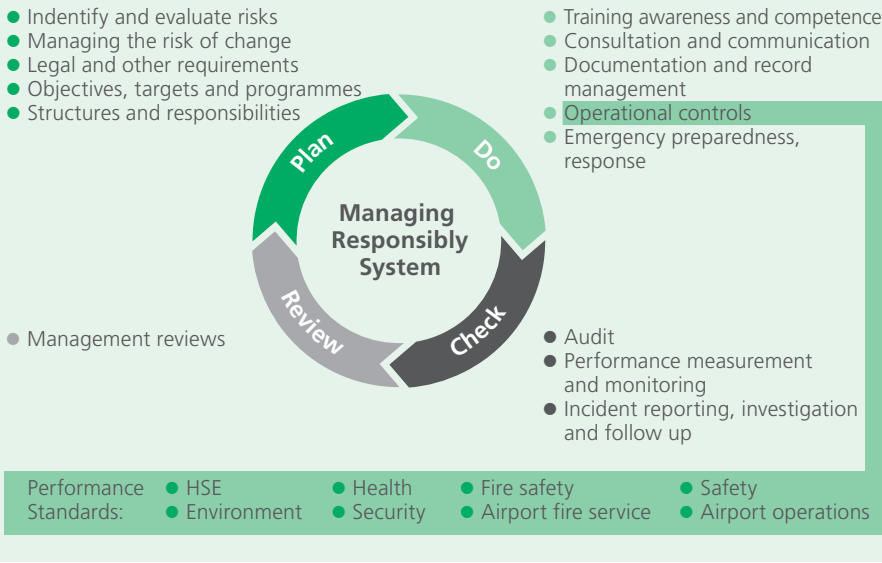 Indentify and evaluate risks
Managing the risk of change
Legal and other requirements
Objectives, targets and programmes
Structures and responsibilities
Training awareness and competence
Consultation and communication
Documentation and record
management
Operational controls
Emergency preparedness,
response
Plan
Do
Managing
Responsibly
System
Review
Check
Management reviews
Audit
Performance measurement
and monitoring
Incident reporting, investigation
and follow up
Performance
Standards:
HSE
Environment
Health
Security
Fire safety
Airport fire service
Safety
Airport operations